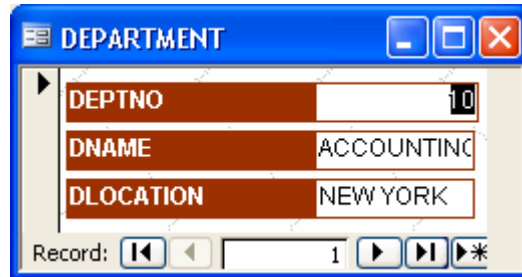 DEPARTMENT
DEPTNO 10
DNAME ACCOUNTING
DLOCATION NEW YORK
Record: 1